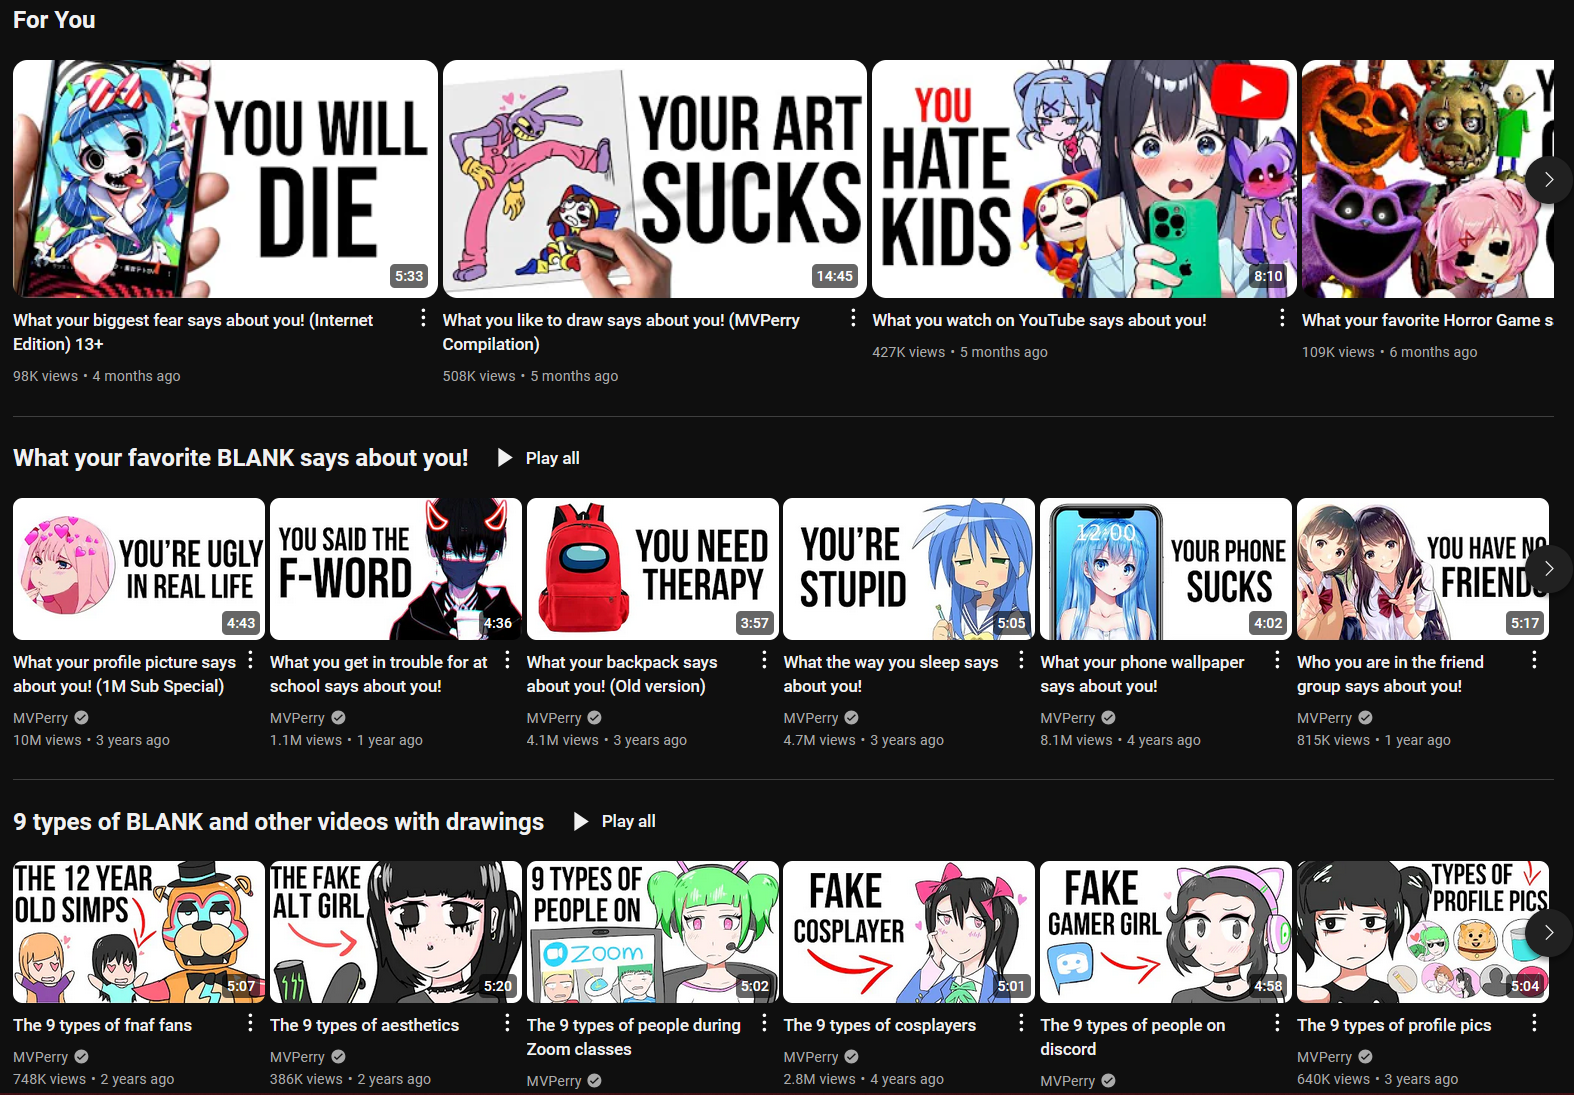 For You
YOU WILL
DIE
5:33
YOUR ART
SUCKS
14:45
YOU
HATE
KIDS
8:10
What your biggest fear says about you! (Internet
Edition) 13+
98K views • 4 months ago
What you like to draw says about you! (MVPerry
Compilation)
508K views • 5 months ago
What you watch on YouTube says about you!
427K views • 5 months ago
What your favorite Horror Game s
109K views • 6 months ago
What your favorite BLANK says about you!
Play all
YOU'RE UGLY
IN REAL LIFE
4:43
YOU SAID THE
F-WORD
4:36
YOU NEED
THERAPY
3:57
YOU'RE
STUPID
5:05
12:00
YOUR PHONE
SUCKS
4:02
YOU HAVE NO
FRIENDS
5:17
What your profile picture says
about you! (1M Sub Special)
MVPerry
10M views • 3 years ago
What you get in trouble for at
school says about you!
MVPerry
1.1M views • 1 year ago
What your backpack says
about you! (Old version)
MVPerry
4.1M views • 3 years ago
What the way you sleep says
about you!
MVPerry
4.7M views • 3 years ago
What your phone wallpaper
says about you!
MVPerry
8.1M views • 4 years ago
Who you are in the friend
group says about you!
MVPerry
815K views • 1 year ago
9 types of BLANK and other videos with drawings
Play all
THE 12 YEAR
OLD SIMPS
5:07
THE FAKE
ALT GIRL
5:20
9 TYPES OF
PEOPLE ON
zoom
5:02
FAKE
COSPLAYER
5:01
FAKE
GAMER GIRL
4:58
TYPES OF
PROFILE PICS
5:04
The 9 types of fnaf fans
MVPerry
748K views • 2 years ago
The 9 types of aesthetics
MVPerry
386K views • 2 years ago
The 9 types of people during
Zoom classes
MVPerry
The 9 types of cosplayers
MVPerry
2.8M views • 4 years ago
The 9 types of people on
discord
MVPerry
The 9 types of profile pics
MVPerry
640K views • 3 years ago